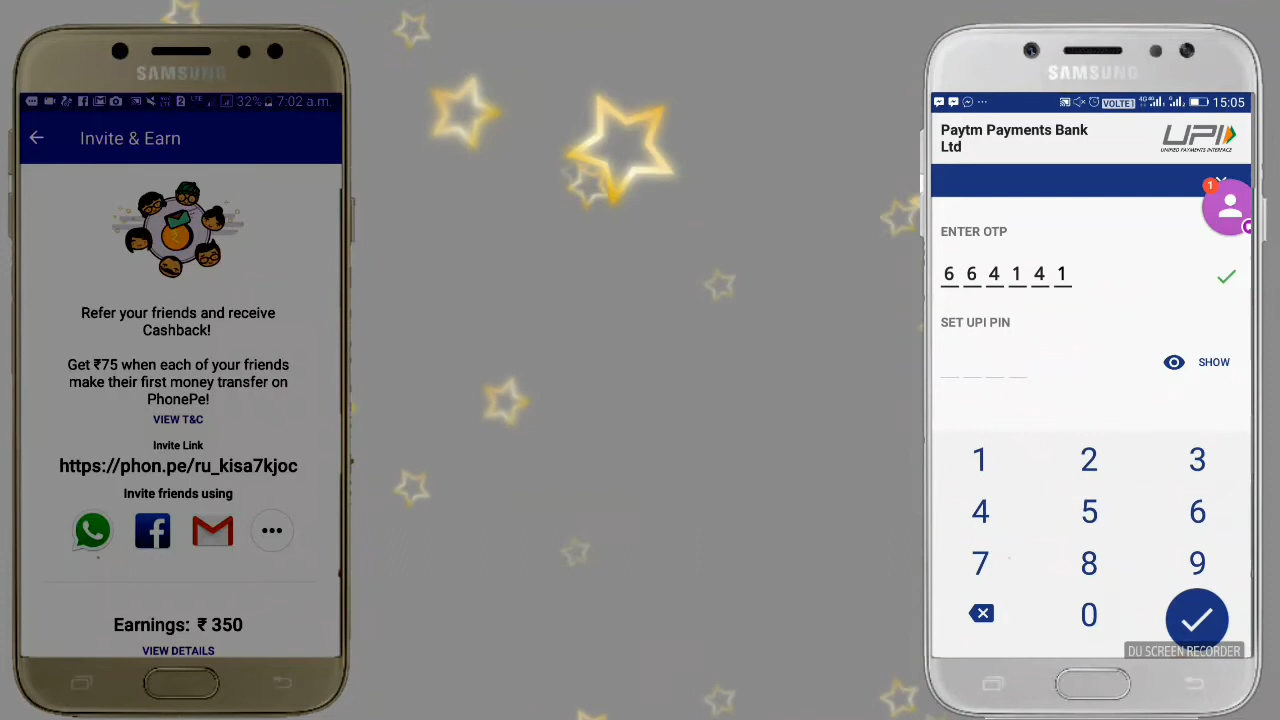 SAMSUNG
32% 7:02 a.m.
Invite & Earn
Refer your friends and receive
Cashback!
Get ₹75 when each of your friends
make their first money transfer on
PhonePe!
VIEW T&C
Invite Link
https://phon.pe/ru_kisa7kjoc
Invite friends using
Earnings: ₹ 350
VIEW DETAILS
SAMSUNG
VOLTE1 4G 15:05
Paytm Payments Bank
Ltd
UPI
UNIFIED PAYMENTS INTERFACE
1
ENTER OTP
6 6 4 1 4 1
SET UPI PIN
SHOW
1 2 3
4 5 6
7 8 9
0
DU SCREEN RECORDER